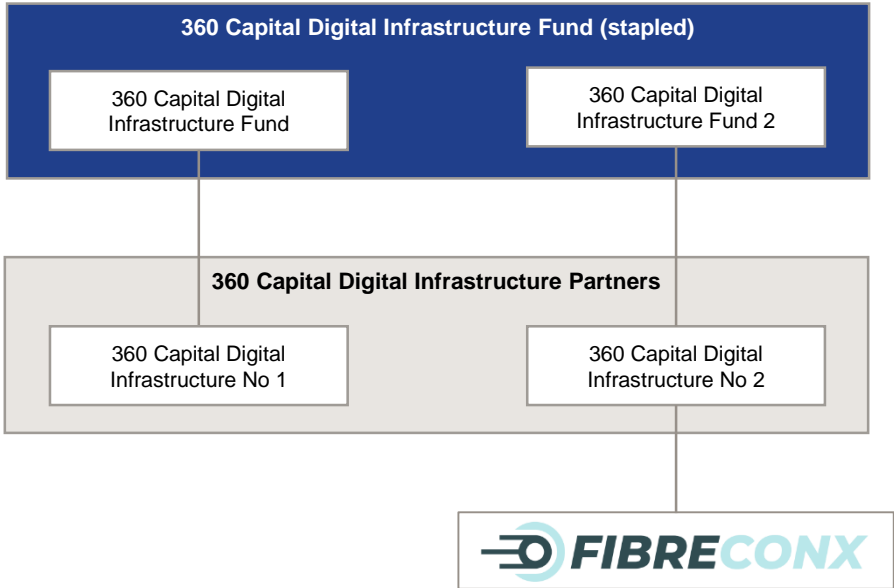 360 Capital Digital Infrastructure Fund (stapled)
360 Capital Digital
Infrastructure Fund
360 Capital Digital
Infrastructure Fund 2
360 Capital Digital Infrastructure Partners
360 Capital Digital
Infrastructure No 1
360 Capital Digital
Infrastructure No 2
FIBRECONX